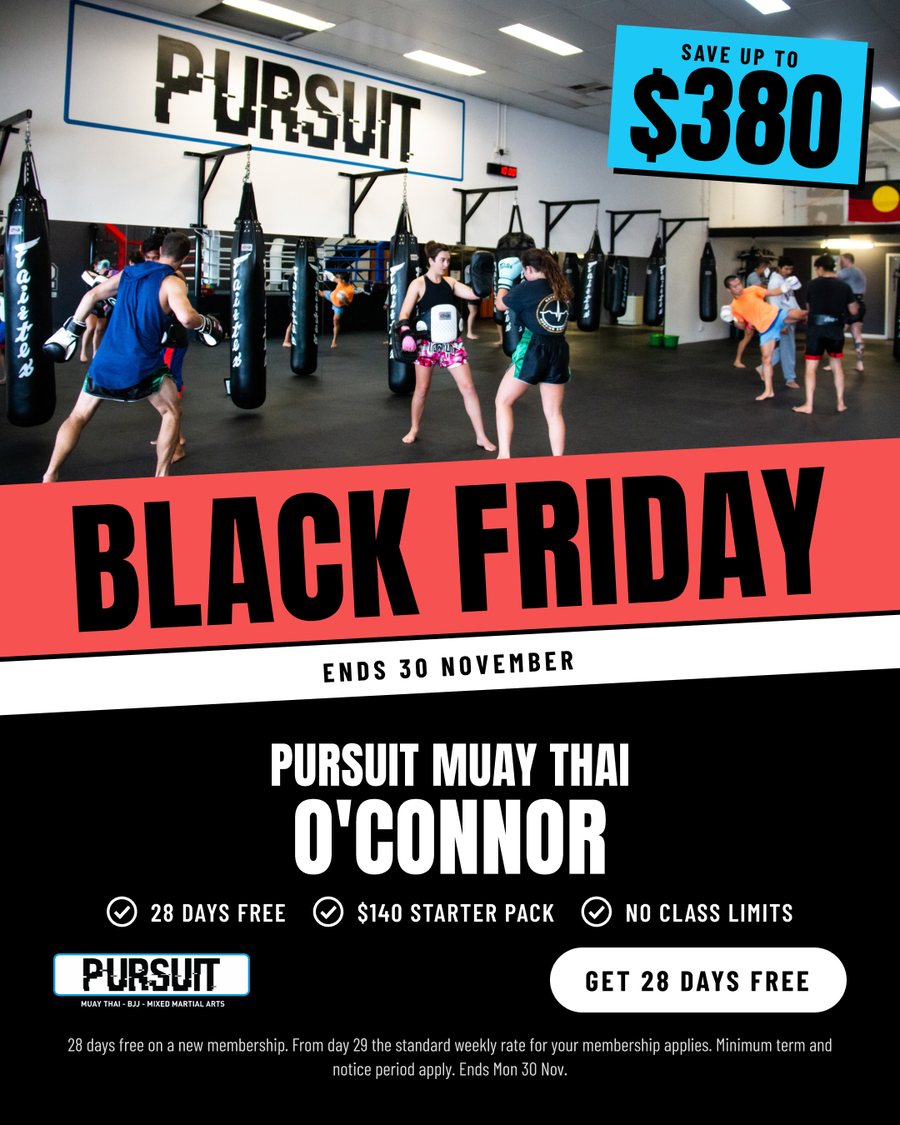 PURSUIT
SAVE UP TO
$380
Fairtex
Fairtex
Fairtex
BLACK FRIDAY
ENDS 30 NOVEMBER
PURSUIT MUAY THAI
O'CONNOR
28 DAYS FREE
$140 STARTER PACK
NO CLASS LIMITS
PURSUIT
MUAY THAI - BJJ - MIXED MARTIAL ARTS
GET 28 DAYS FREE
28 days free on a new membership. From day 29 the standard weekly rate for your membership applies. Minimum term and
notice period apply. Ends Mon 30 Nov.